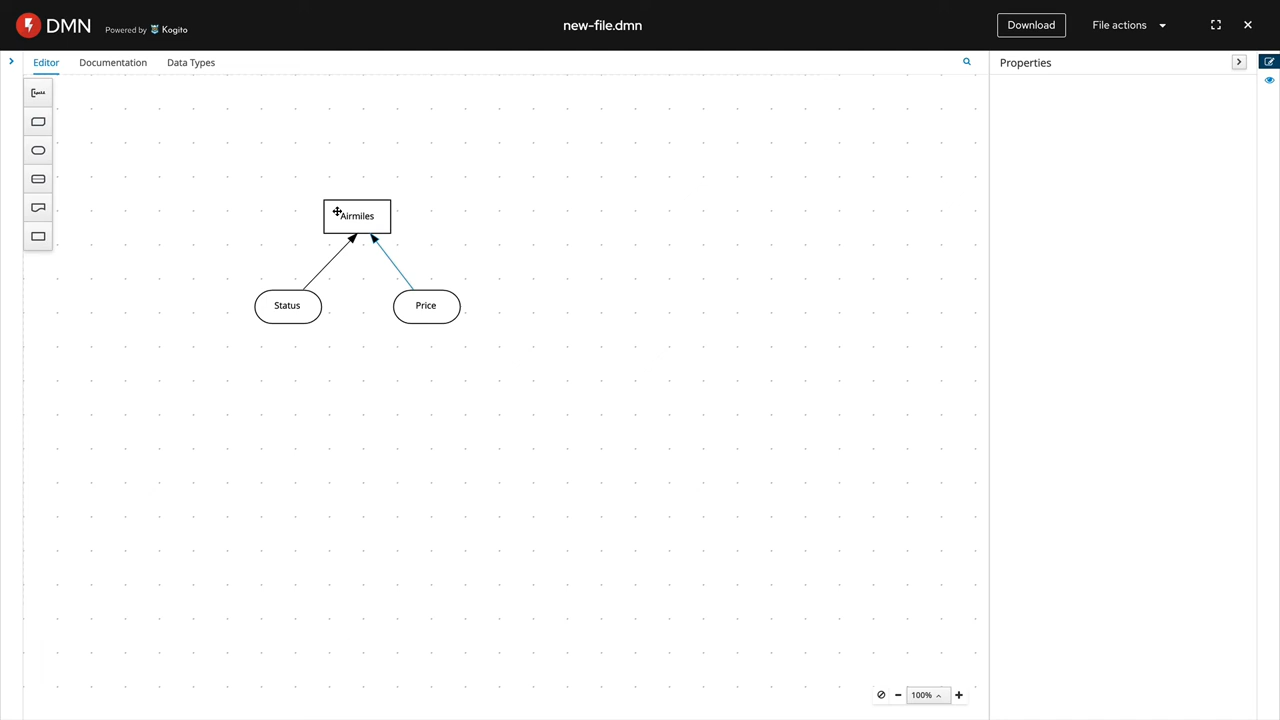 DMN Powered by Kogito
new-file.dmn
Download
File actions
Editor
Documentation
Data Types
Properties
Airmiles
Status
Price
100%